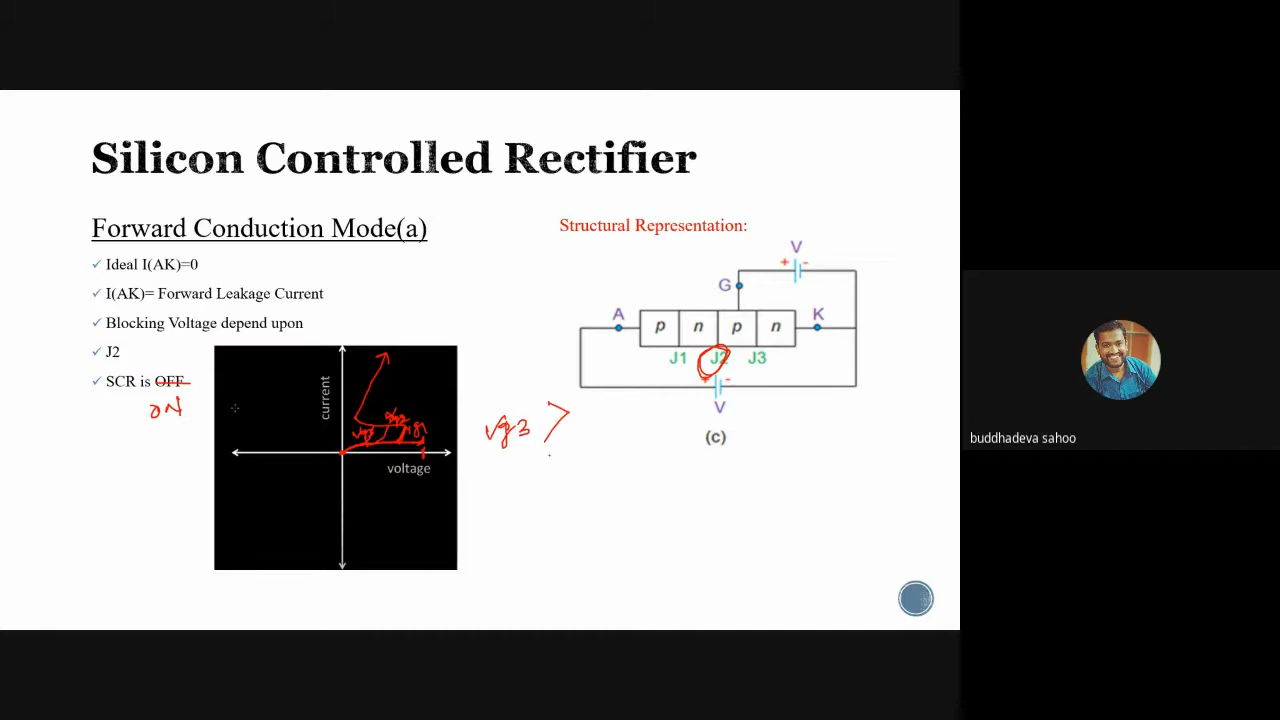 Silicon Controlled Rectifier
Forward Conduction Mode(a)
✓ Ideal I(AK)=0
✓ I(AK)= Forward Leakage Current
✓ Blocking Voltage depend upon
✓ J2
✓ SCR is OFF
ON
current
voltage
vg3 >
Structural Representation:
V
+ -
G
A
K
p n p n
J1 J2 J3
+ -
V
(c)
buddhadeva sahoo